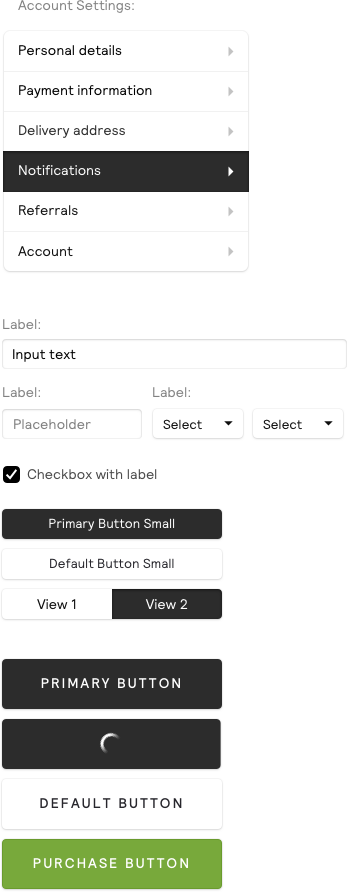 Account Settings:
Personal details
Payment information
Delivery address
Notifications
Referrals
Account
Label:
Input text
Label: Label:
Placeholder Select Select
Checkbox with label
Primary Button Small
Default Button Small
View 1 View 2
PRIMARY BUTTON
DEFAULT BUTTON
PURCHASE BUTTON